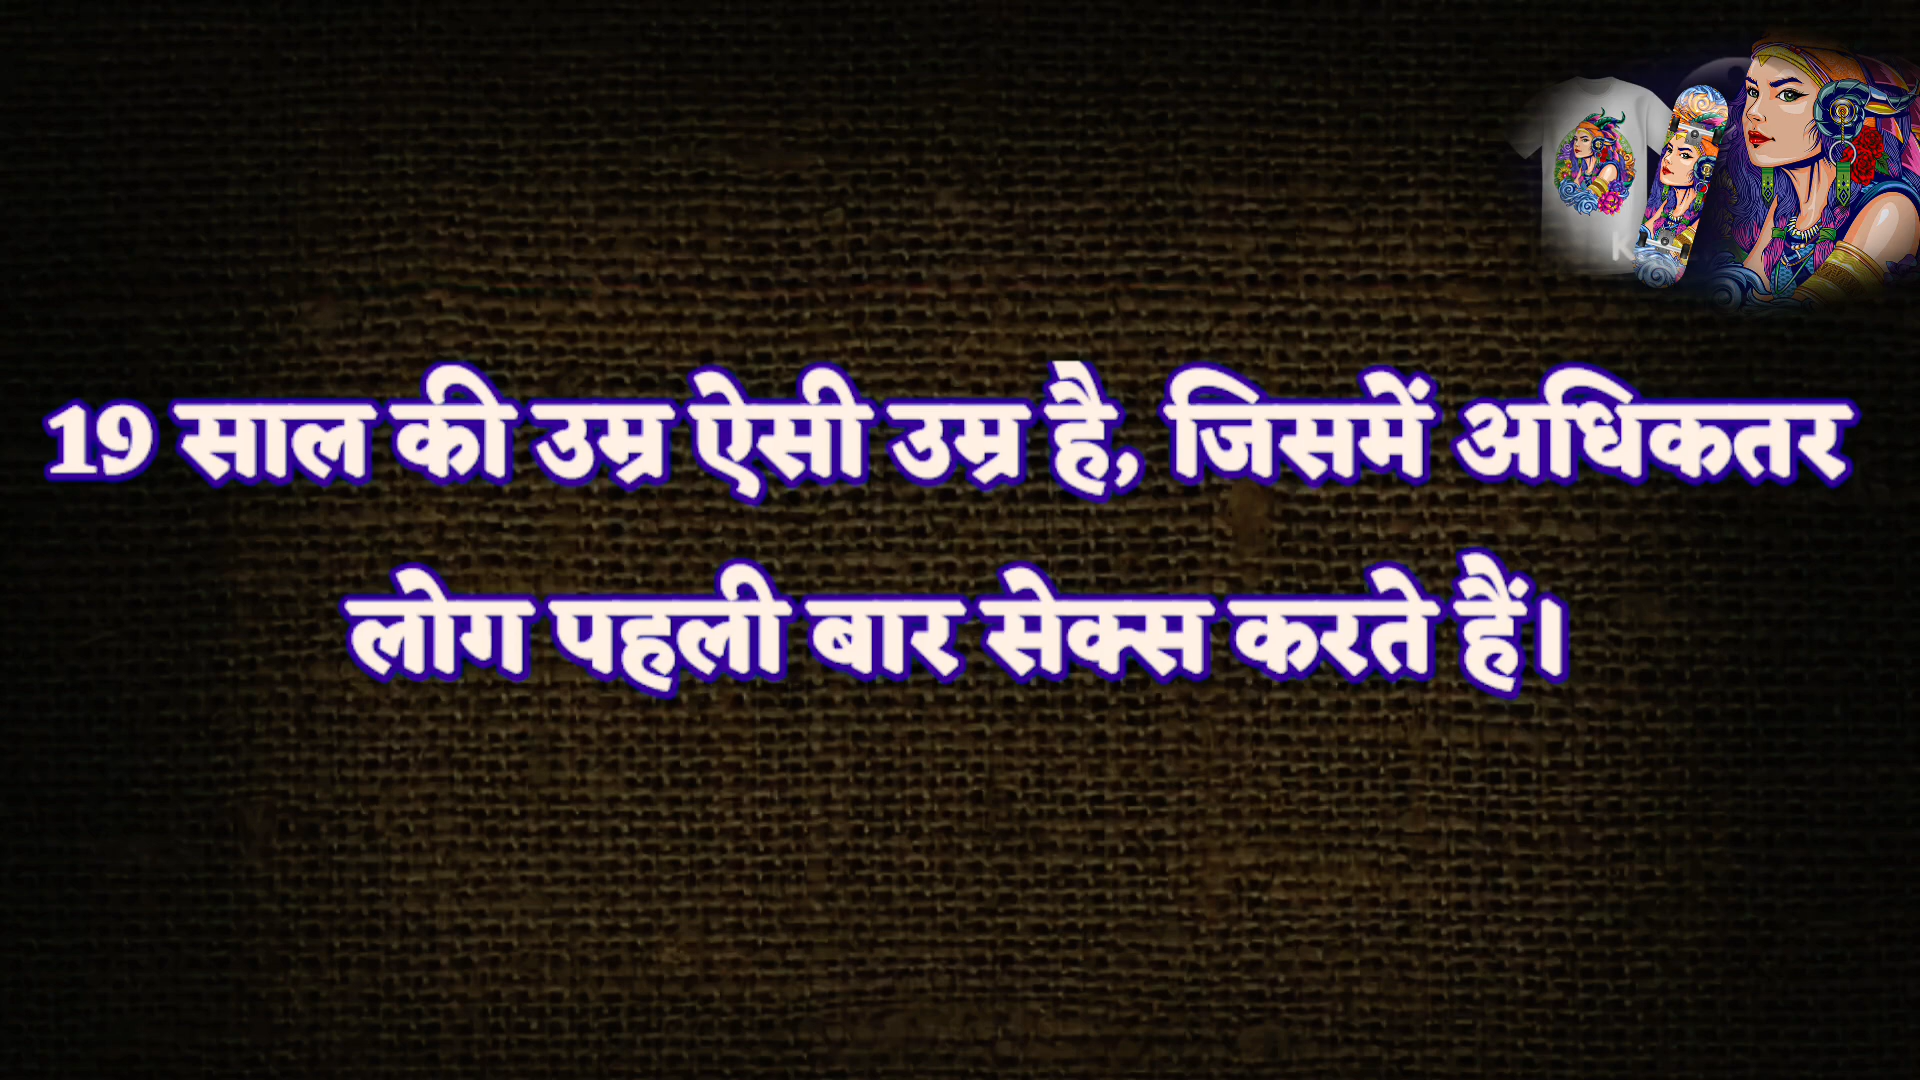 19 साल की उम्र ऐसी उम्र है, जिसमें अधिकतर
लोग पहली बार सेक्स करते हैं।